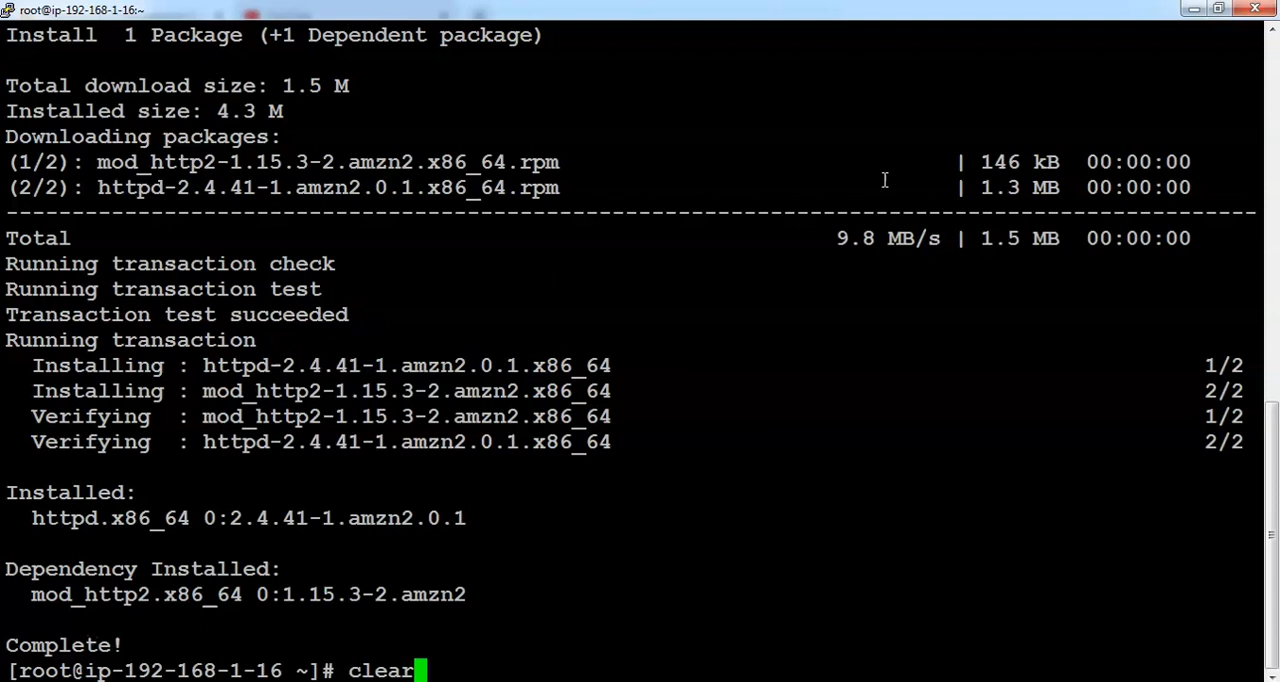 root@ip-192-168-1-16:~
Install  1 Package (+1 Dependent package)
Total download size: 1.5 M
Installed size: 4.3 M
Downloading packages:
(1/2): mod_http2-1.15.3-2.amzn2.x86_64.rpm | 146 kB  00:00:00
(2/2): httpd-2.4.41-1.amzn2.0.1.x86_64.rpm | 1.3 MB  00:00:00
--------------------------------------------------------------------------------
Total 9.8 MB/s | 1.5 MB  00:00:00
Running transaction check
Running transaction test
Transaction test succeeded
Running transaction
  Installing : httpd-2.4.41-1.amzn2.0.1.x86_64 1/2
  Installing : mod_http2-1.15.3-2.amzn2.x86_64 2/2
  Verifying  : mod_http2-1.15.3-2.amzn2.x86_64 1/2
  Verifying  : httpd-2.4.41-1.amzn2.0.1.x86_64 2/2
Installed:
  httpd.x86_64 0:2.4.41-1.amzn2.0.1
Dependency Installed:
  mod_http2.x86_64 0:1.15.3-2.amzn2
Complete!
[root@ip-192-168-1-16 ~]# clear